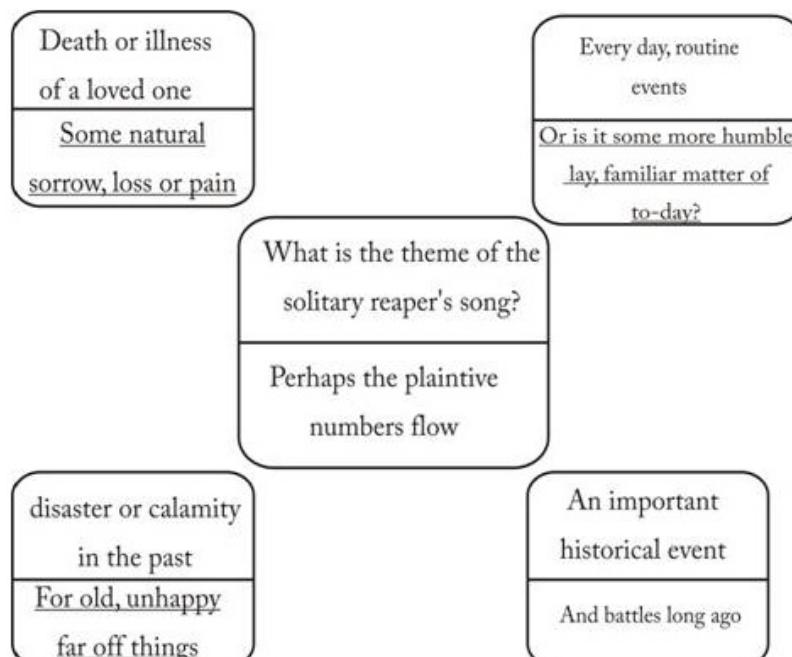 Death or illness
of a loved one
Some natural
sorrow, loss or pain
Every day, routine
events
Or is it some more humble
lay, familiar matter of
to-day?
What is the theme of the
solitary reaper's song?
Perhaps the plaintive
numbers flow
disaster or calamity
in the past
For old, unhappy
far off things
An important
historical event
And battles long ago